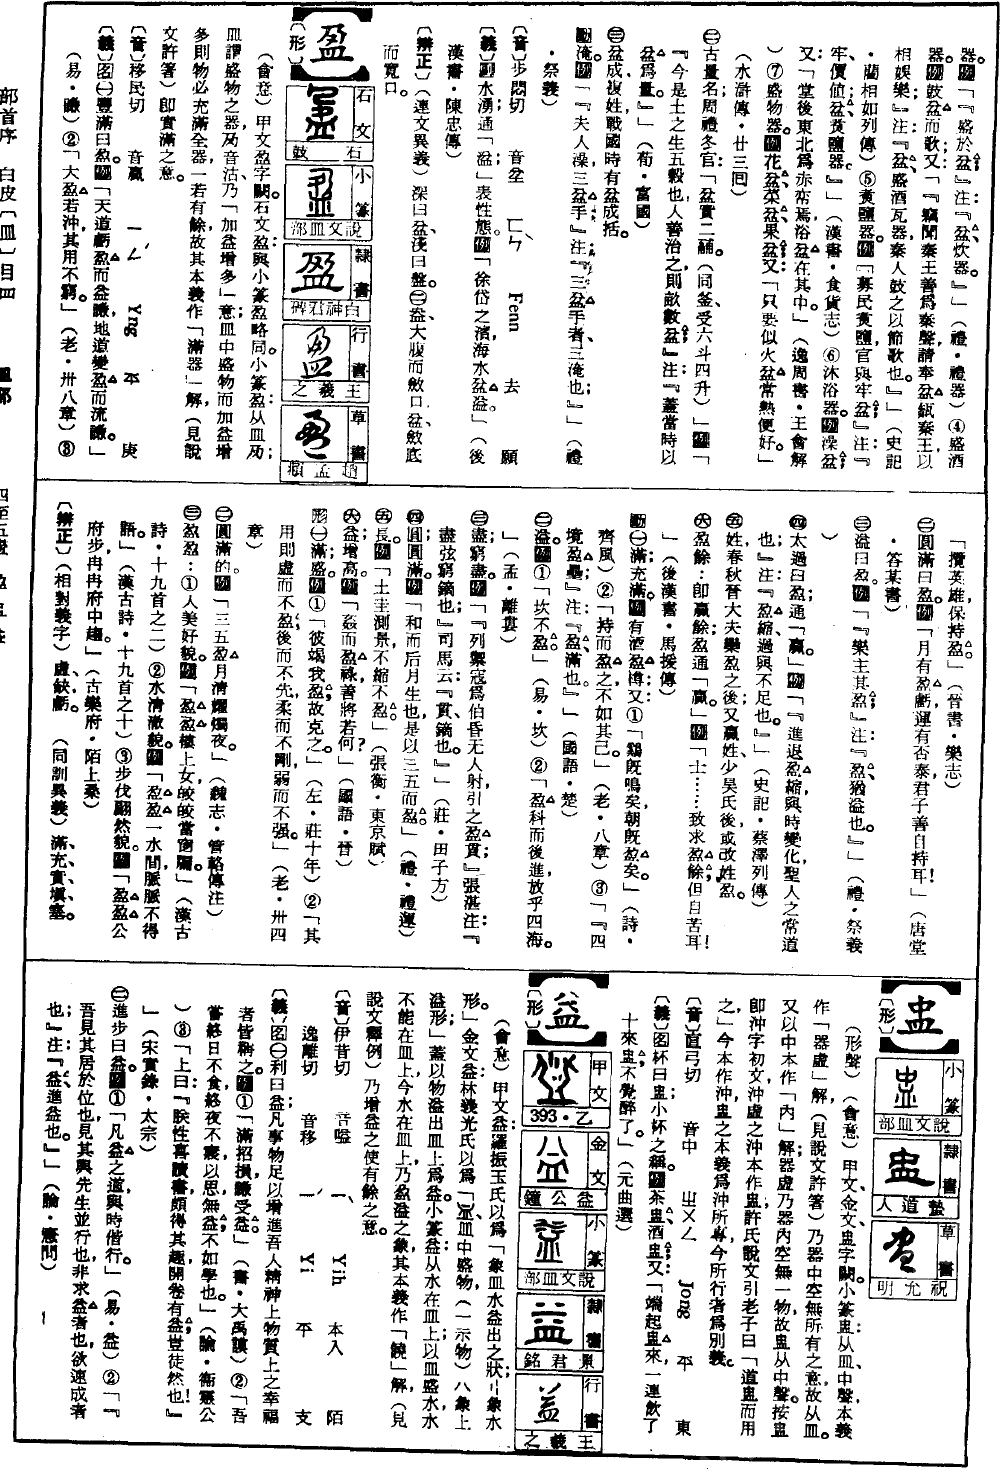 器。例「『盛於盆』注：『盆、炊器。』」（禮・禮器）④盛酒
器。例鼓盆而歌又：「『竊聞秦王善爲秦聲，請奉盆缻秦王以
相娛樂』注：『盆、盛酒瓦器，秦人鼓之以節歌也。』」（史記
・藺相如列傳）⑤煑鹽器。例「『募民煑鹽，官與牢盆』注：『
牢，價值，盆、煑鹽器。』」（漢書・食貨志）⑥沐浴器。例澡盆；
又「堂後東北爲赤帟焉，浴盆在其中。」（逸周書・王會解
）⑦盛物器。例花盆、菜盆、果盆；又：「只要似火盆常熱便好。」
（水滸傳・廿三囘）
㊁古量名周禮冬官：「盆實二鬴。（同釜，受六斗四升）」例「
『今是土之生五穀也，人善治之，則畝數盆』注：『蓋當時以
盆爲量。』」（荀・富國）
㊂盆成複姓，戰國時有盆成括。
動淹。例「『夫人澡，三盆手』注：『三盆手者、三淹也；』」（禮
・祭義）
〔音〕步悶切 音坌 ㄈㄣˋ Fenn 去 願
〔義〕副水湧通「湓」，表性態。例「徐岱之濱，海水盆溢。」（後
漢書・陳忠傳）
〔辨正〕（連文異義）深曰盆，淺曰盤。㊁盎大腹而斂口，盆斂底
而寬口。
盈
〔形〕
石文 石鼓
小篆 說文皿部
隸書 白神君碑
行書 王羲之
草書 趙孟頫
（會意）甲文盈字闕。石文盈與小篆盈略同。小篆盈从皿夃；
皿謂盛物之器；夃音沽，乃「加益增多」意；皿中盛物而加益增
多，則物必充滿全器一若有餘，故其本義作「滿器」解，（見說
文許箸）卽實滿之意。
〔音〕移民切 音嬴 ㄧㄥˊ Yng 平 庚
〔義〕名㊀豐滿曰盈。例①「天道虧盈而益謙，地道變盈而流謙。」
（易・謙）②「大盈若沖，其用不窮。」（老・卅八章）③
「攬英雄，保持盈。」（晉書・樂志）
㊁圓滿曰盈。例「月有盈虧，運有否泰，君子善自持耳！」（唐堂
・答某書）
㊂溢曰盈。例「『樂主其盈』注：『盈、猶溢也。』」（禮・祭義
）
㊃太過曰盈，通「贏」。例「『進退盈縮，與時變化，聖人之常道
也。』注：『盈、縮，過與不足也。』」（史記・蔡澤列傳）
㊄姓春秋晉大夫欒盈之後；又嬴姓，少吴氏後或改姓盈。
㊅盈餘：卽贏餘，盈通「贏」。例「士……致求盈餘，但自苦耳！
」（後漢書・馬援傳）
動㊀滿，充滿。例有酒盈樽；又①「鷄旣鳴矣，朝旣盈矣。」（詩・
齊風）②「持而盈之，不如其已。」（老・八章）③「『四
境盈壘』注：『盈、滿也。』」（國語・楚）
㊁溢。例①「坎不盈。」（易・坎）②「盈科而後進，放乎四海。
」（孟・離婁）
㊂盡，窮盡。例「『列禦寇爲伯昏无人射，引之盈貫』張湛注：『
盡弦窮鏑也』司馬云：『貫、鏑也。』」（莊・田子方）
㊃圓，圓滿。例「和而后月生也，是以三五而盈。」（禮・禮運）
㊄長。例「土圭測景，不縮不盈。」（張衡・東京賦）
㊅益，增高。例「姦而盈祿，善將若何？」（國語・晉）
形㊀滿，盛。例①「彼竭我盈，故克之。」（左・莊十年）②「其
用則虛而不盈，後而不先，柔而不剛，弱而不强。」（老・卅四
章）
㊁圓滿的。例「三五盈月，清耀燭夜。」（魏志・管輅傳注）
㊂盈盈：①人美好貌。例「盈盈樓上女，皎皎當窗牖。」（漢古
詩・十九首之二）②水清澈貌。例「盈盈一水間，脈脈不得
語。」（漢古詩・十九首之十）③步伐翩然貌。例「盈盈公
府步，冉冉府中趨。」（古樂府・陌上桑）
〔辨正〕（相對義字）虛、缺、虧。（同訓異義）滿、充、實、塡、塞。
盅
〔形〕
小篆 說文皿部
隸書 盩道人
草書 祝允明
（形聲）（會意）甲文、金文盅字闕。小篆盅从皿，中聲，本義
作「器虛」解，（見說文許箸）乃器中空無所有之意，故从皿。
又以中本作「內」解，器虛乃器內空無一物，故盅从中聲。按盅
卽沖字初文，沖虛之沖本作盅；許氏說文引老子曰「道盅而用
之」，今本作沖；盅之本義爲沖所專，今所行者爲別義。
〔音〕直弓切 音中 ㄓㄨㄥ Jong 平 東
〔義〕名杯曰盅，小杯之稱。例茶盅、酒盅；又：「端起盅來，一連飲了
十來盅，不覺醉了。」（元曲選）
益
〔形〕
甲文 乙・393
金文 益公鐘
小篆 說文皿部
隸書 景君銘
行書 王羲之
（會意）甲文益，羅振玉氏以爲「象皿水益出之狀，〢象水
形。」金文益，林義光氏以爲「从皿中盛物，（一示物）八象上
溢形」，蓋以物溢出皿上爲益。小篆益：从水在皿上，以皿盛水，水
不能在皿上，今水在皿上，乃盈溢之象，其本義作「饒」解，（見
說文釋例）乃增益之使有餘之意。
〔音〕伊昔切 音嗌 ㄧˋ Yih 本入 陌
逸離切 音移 ㄧˊ Yi 平 支
〔義〕名㊀利曰益，凡事物足以增進吾人精神上物質上之幸福
者皆稱之。例①「滿招損，謙受益。」（書・大禹謨）②「吾
嘗終日不食，終夜不寢以思，無益，不如學也。」（論・衛靈公
）③「上曰：『朕性喜讀書，頗得其趣，開卷有益，豈徒然也！』
」（宋實錄・太宗）
㊁進步曰益。例①「凡益之道，與時偕行。」（易・益）②「『
吾見其居於位也，見其與先生並行也，非求益者也，欲速成者
也。』注：『益、進益也。』」（論・憲問）
部首序 白皮〔皿〕目